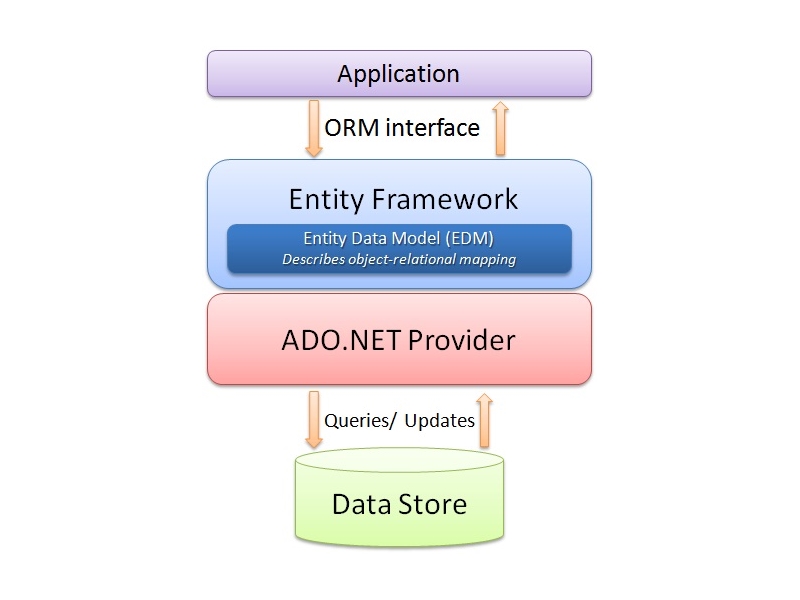 Application
ORM interface
Entity Framework
Entity Data Model (EDM)
Describes object-relational mapping
ADO.NET Provider
Queries/ Updates
Data Store